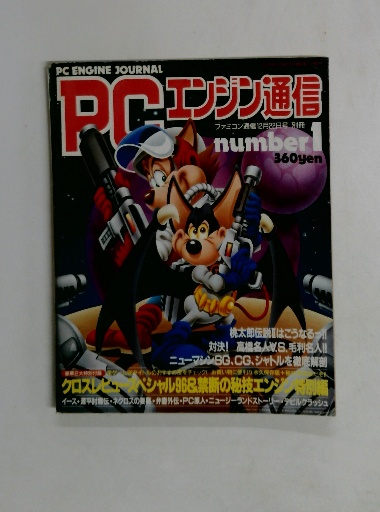 PC ENGINE JOURNAL
PCエンジン通信
ファミコン通信12月22日号 別冊
number1
360yen
桃太郎伝説IIはこうなるっ!!
対決! 高橋名人V.S.毛利名人!!
ニューマシンSG、CG、シャトルを徹底解剖
クロスレビュースペシャル96&禁断の秘技エンジン特別編
イース・源平討魔伝・ネクロスの要塞・弁慶外伝・PC原人・ニュージーランドストーリー・デビルクラッシュ